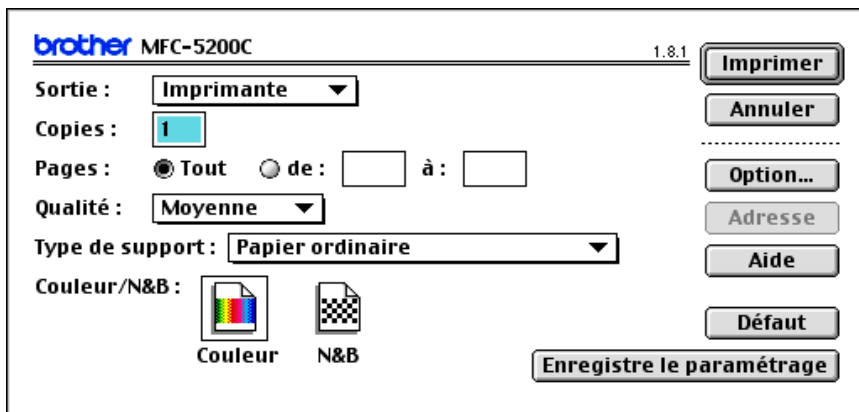 brother MFC-5200C 1.8.1
Imprimer
Sortie : Imprimante
Annuler
Copies : 1
Pages : Tout de : à :
Option...
Qualité : Moyenne
Adresse
Type de support : Papier ordinaire
Aide
Couleur/N&B :
Couleur N&B
Défaut
Enregistre le paramétrage